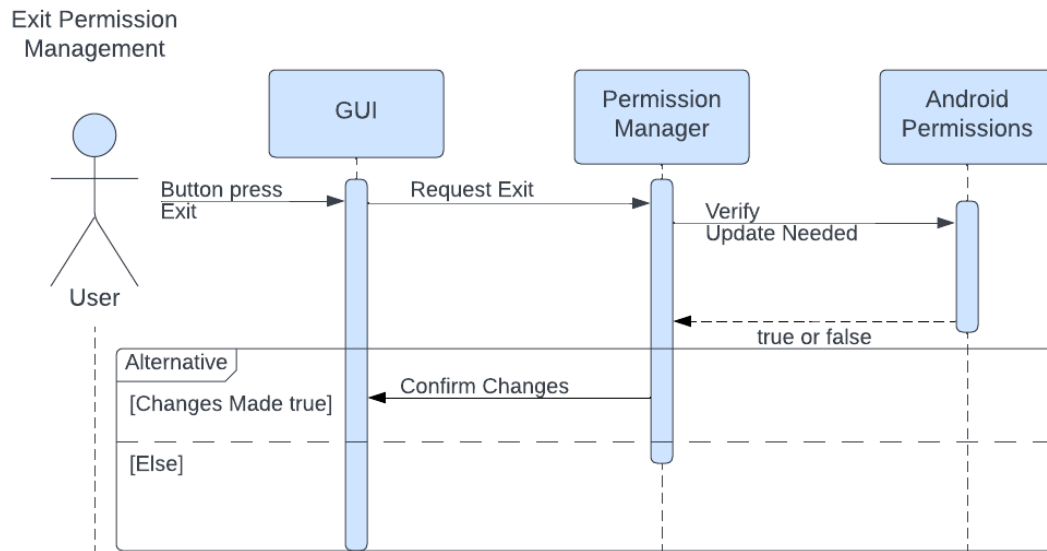 Exit Permission
Management
GUI
Permission
Manager
Android
Permissions
User
Button press
Exit
Request Exit
Verify
Update Needed
true or false
Alternative
[Changes Made true]
Confirm Changes
[Else]